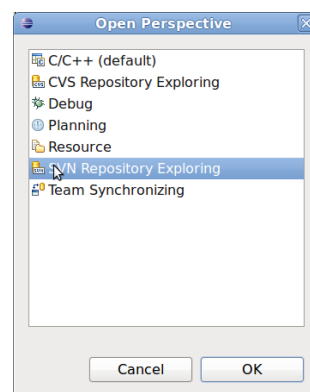 Open Perspective
C/C++ (default)
CVS Repository Exploring
Debug
Planning
Resource
SVN Repository Exploring
Team Synchronizing
Cancel OK